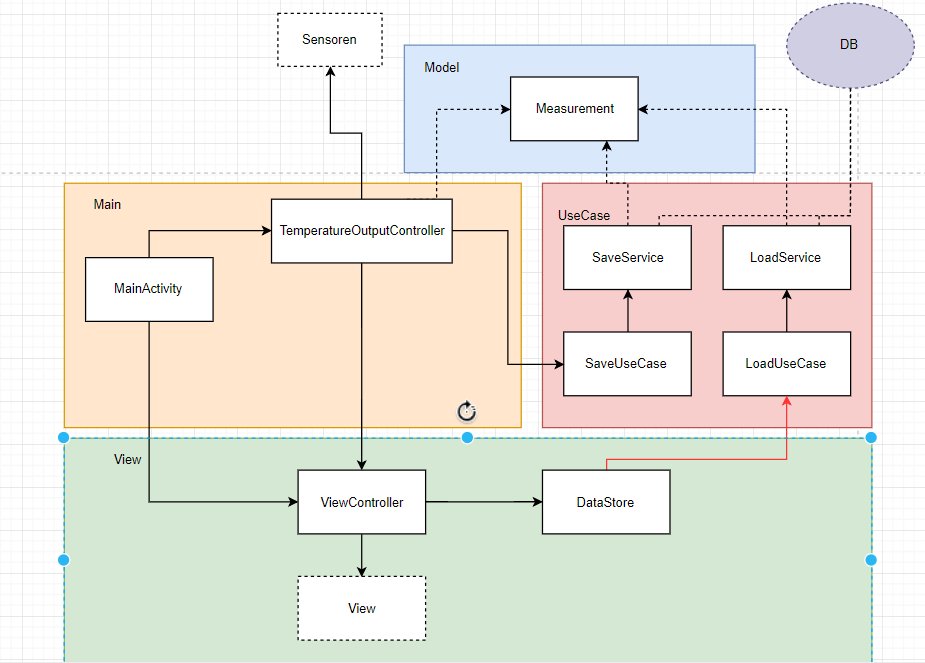 Sensoren
DB
Model
Measurement
Main
TemperatureOutputController
MainActivity
UseCase
SaveService
LoadService
SaveUseCase
LoadUseCase
View
ViewController
DataStore
View